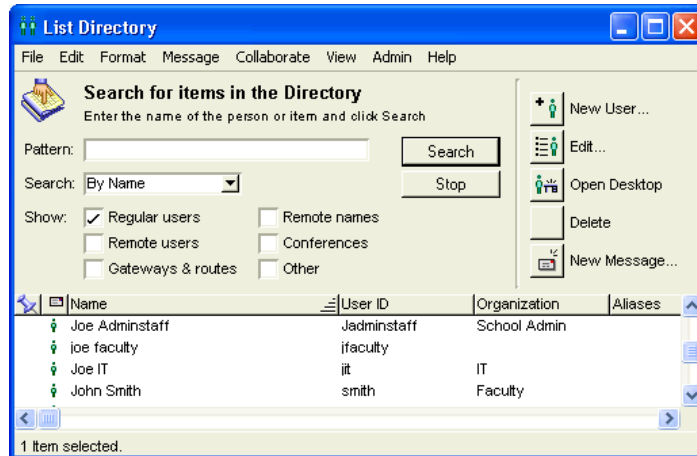 List Directory
File Edit Format Message Collaborate View Admin Help
Search for items in the Directory
Enter the name of the person or item and click Search
Pattern:
Search
Search: By Name
Stop
Show: Regular users Remote names
Remote users Conferences
Gateways & routes Other
New User...
Edit...
Open Desktop
Delete
New Message...
Name User ID Organization Aliases
Joe Adminstaff Jadminstaff School Admin
joe faculty jfaculty
Joe IT jit IT
John Smith smith Faculty
1 Item selected.